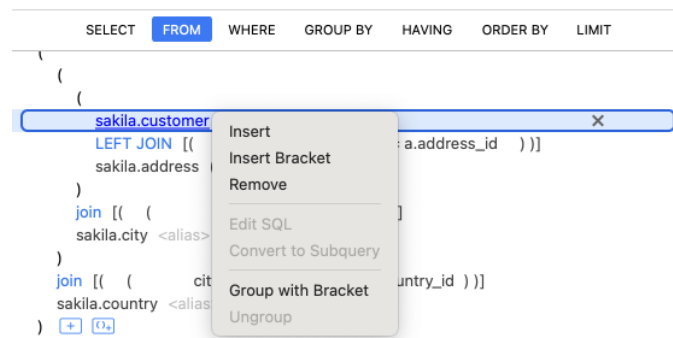 SELECT FROM WHERE GROUP BY HAVING ORDER BY LIMIT
(
(
(
sakila.customer ×
LEFT JOIN [( = a.address_id ) )]
sakila.address (
)
join [( ( ]
sakila.city <alias>
)
join [( ( cit untry_id ) )]
sakila.country <alias
) + ()+
Insert
Insert Bracket
Remove
Edit SQL
Convert to Subquery
Group with Bracket
Ungroup